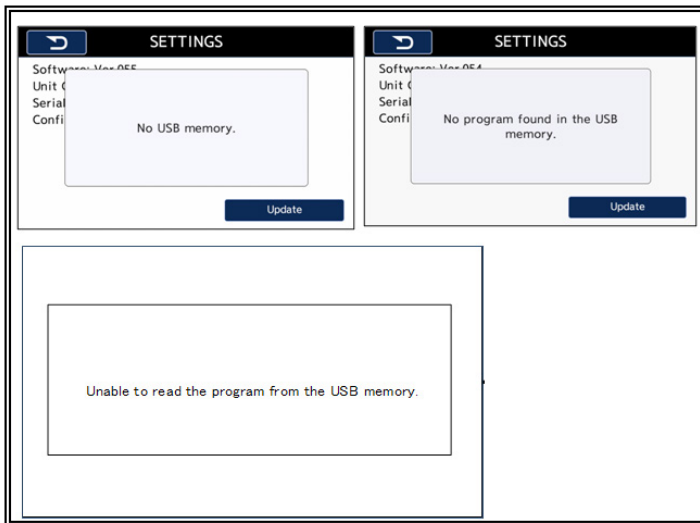 SETTINGS
Software: Ver 055
Unit
Serial
Confi
No USB memory.
Update
SETTINGS
Software: Ver 054
Unit
Serial
Confi
No program found in the USB
memory.
Update
Unable to read the program from the USB memory.